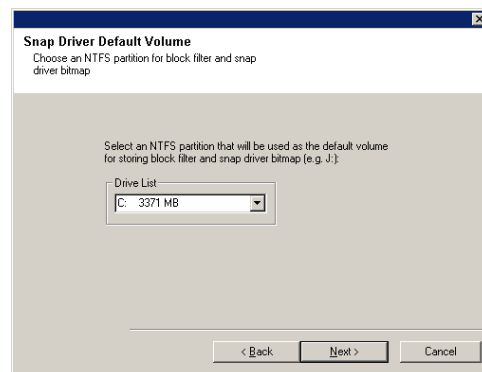 Snap Driver Default Volume
Choose an NTFS partition for block filter and snap
driver bitmap
Select an NTFS partition that will be used as the default volume
for storing block filter and snap driver bitmap (e.g. J:):
Drive List
C: 3371 MB
< Back
Next >
Cancel